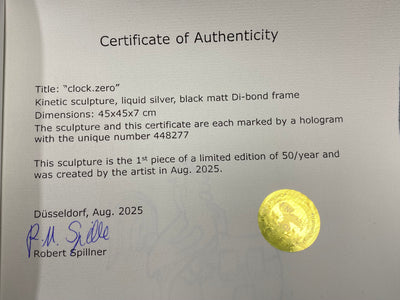 Certificate of Authenticity
Title: “clock.zero”
Kinetic sculpture, liquid silver, black matt Di-bond frame
Dimensions: 45x45x7 cm
The sculpture and this certificate are each marked by a hologram
with the unique number 448277
This sculpture is the 1st piece of a limited edition of 50/year and
was created by the artist in Aug. 2025.
Düsseldorf, Aug. 2025
R.M. Spille
Robert Spillner